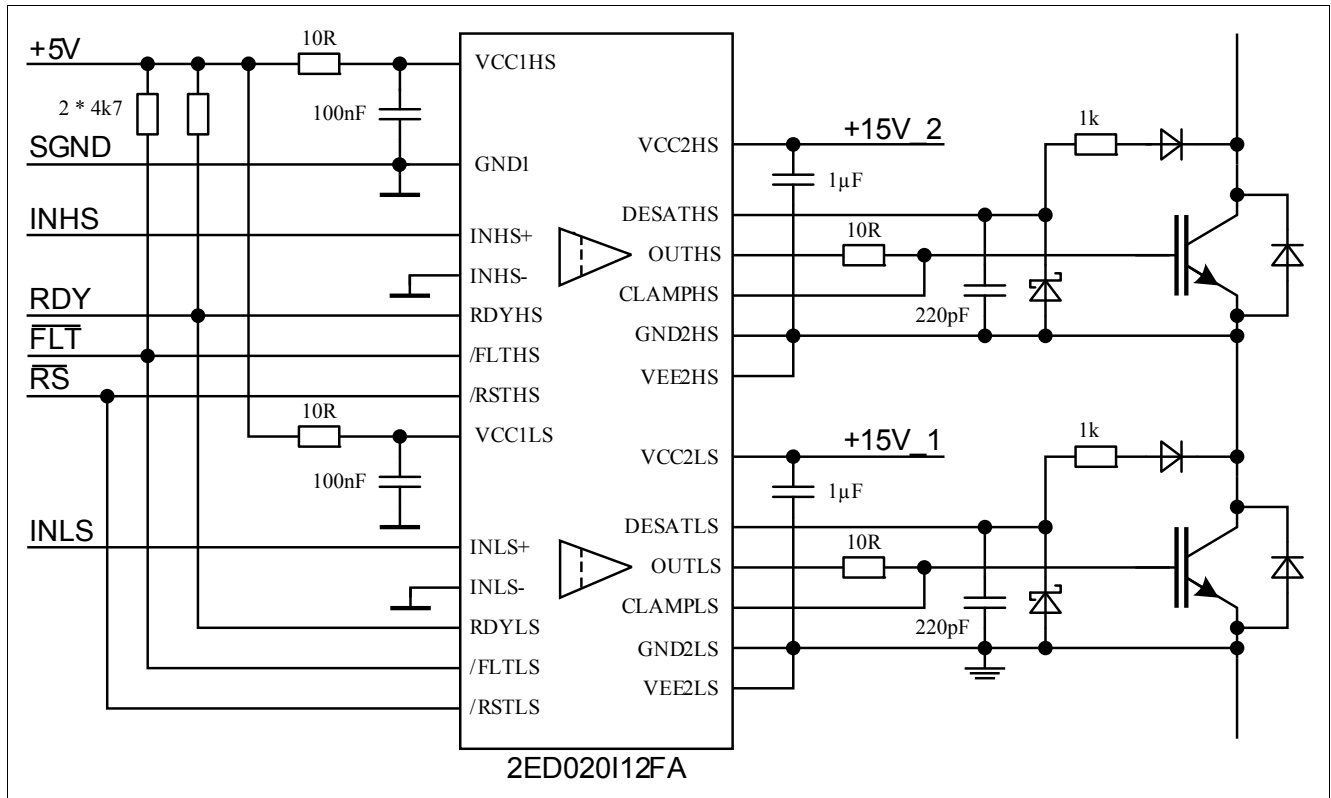 +5V
10R
VCC1HS
2 * 4k7
100nF
SGND
GND1
INHS
INHS+
INHS-
RDY
RDYHS
FLT
/FLTHS
RS
/RSTHS
10R
VCC1LS
100nF
INLS
INLS+
INLS-
RDYLS
/FLTLS
/RSTLS
VCC2HS
+15V_2
1k
1µF
DESATHS
10R
OUTHS
CLAMPHS
220pF
GND2HS
VEE2HS
VCC2LS
+15V_1
1k
1µF
DESATLS
10R
OUTLS
CLAMPLS
220pF
GND2LS
VEE2LS
2ED020I12FA